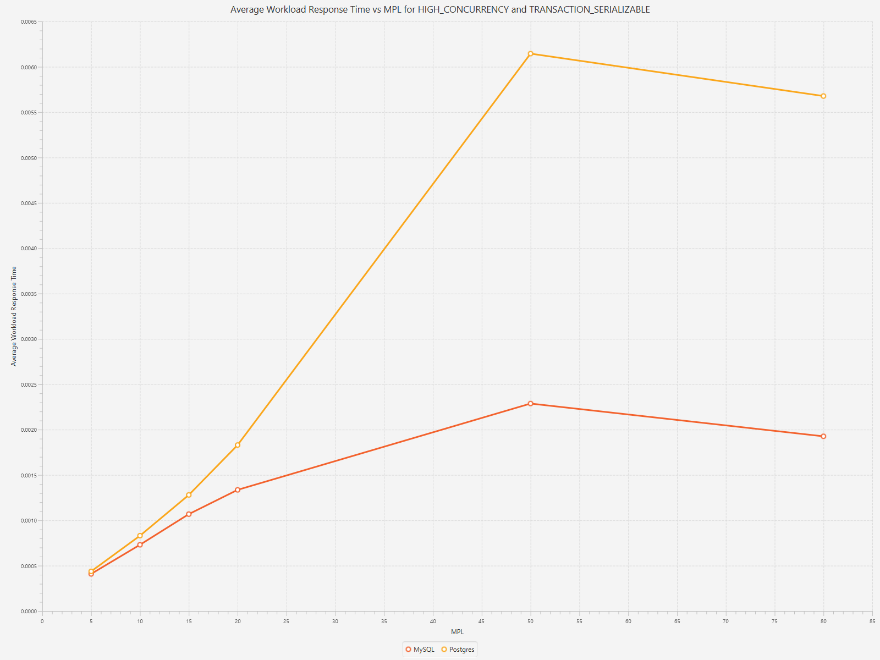 Average Workload Response Time vs MPL for HIGH_CONCURRENCY and TRANSACTION_SERIALIZABLE
0.0065
0.0060
0.0055
0.0050
0.0045
0.0040
0.0035
0.0030
0.0025
0.0020
0.0015
0.0010
0.0005
0.0000
Average Workload Response Time
0 5 10 15 20 25 30 35 40 45 50 55 60 65 70 75 80 85
MPL
MySQL Postgres